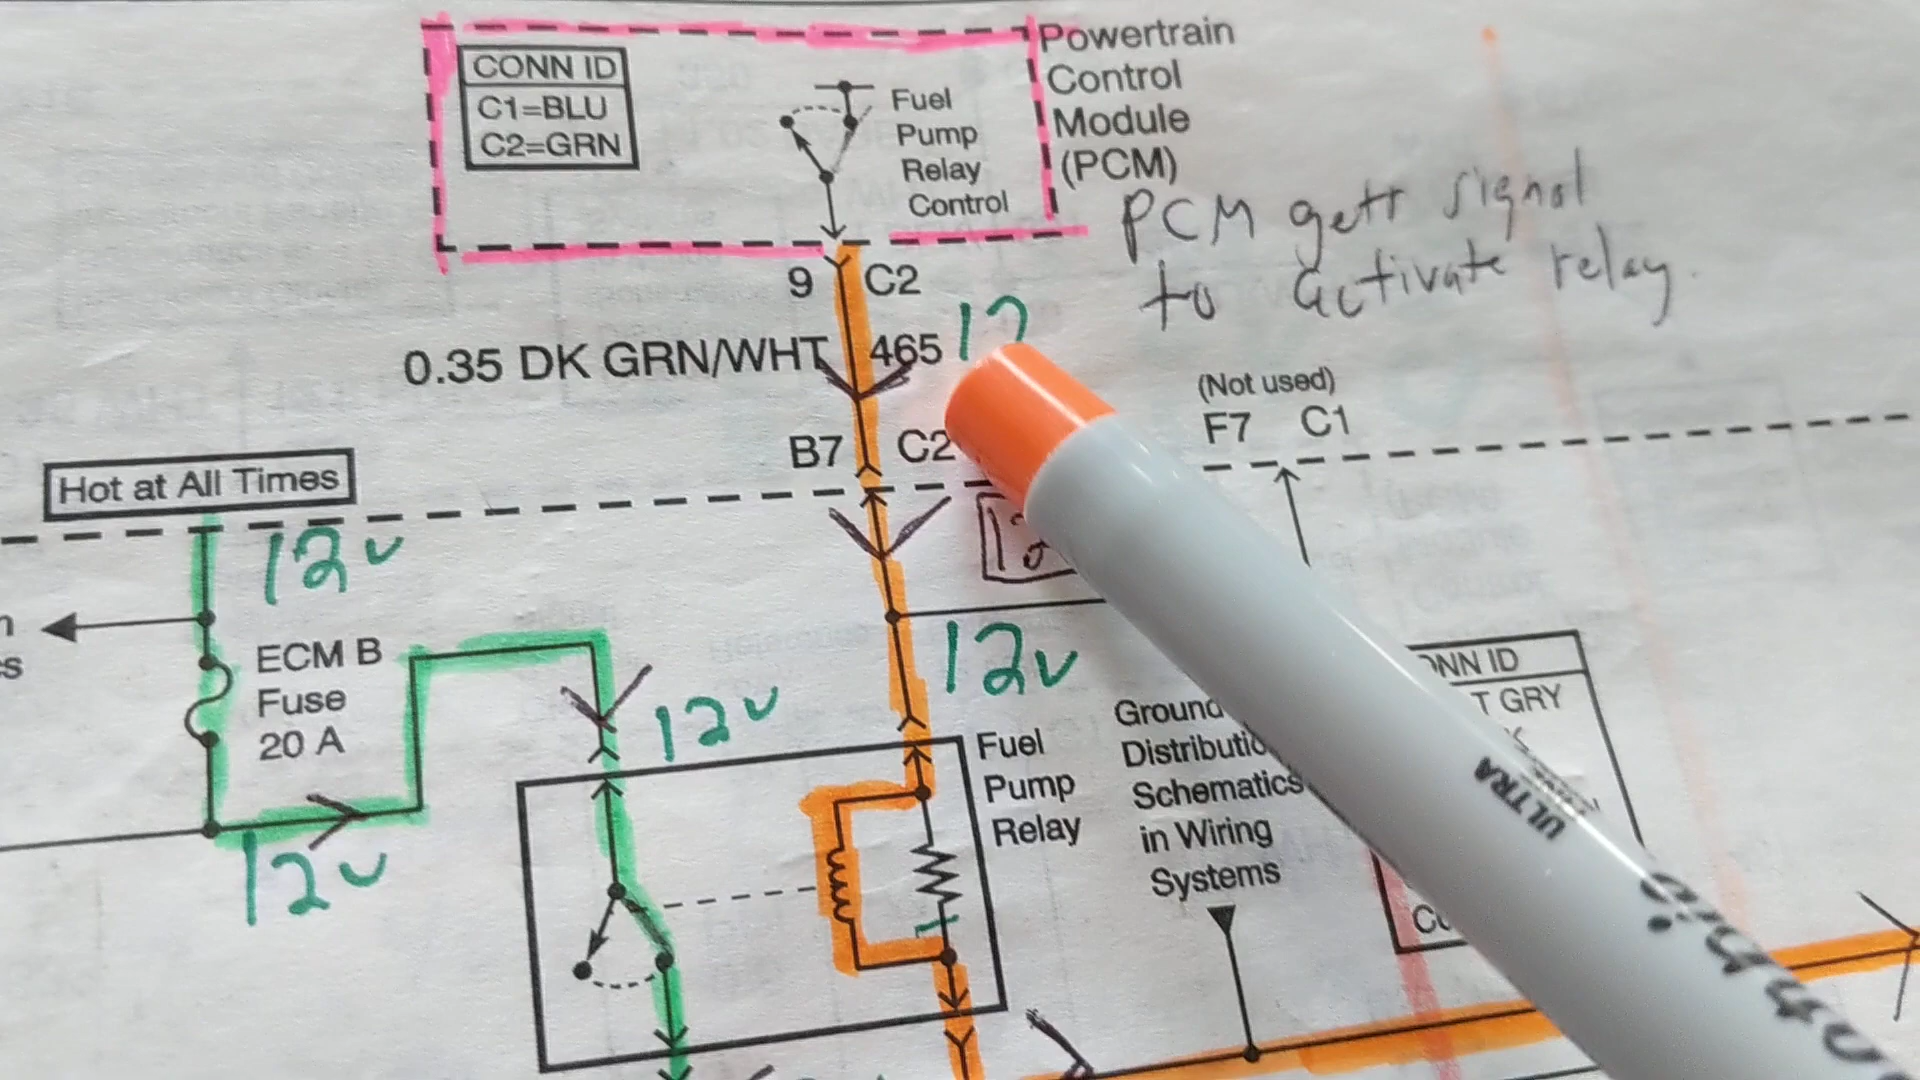 CONN ID
C1=BLU
C2=GRN
Fuel
Pump
Relay
Control
Powertrain
Control
Module
(PCM)
PCM gets signal
to activate relay.
9 C2
0.35 DK GRN/WHT 465 12
B7 C2
(Not used)
F7 C1
Hot at All Times
12v
ECM B
Fuse
20 A
12v
12v
12v
Fuel
Pump
Relay
Ground
Schematics
in Wiring
Systems
T GRY
ULTRA